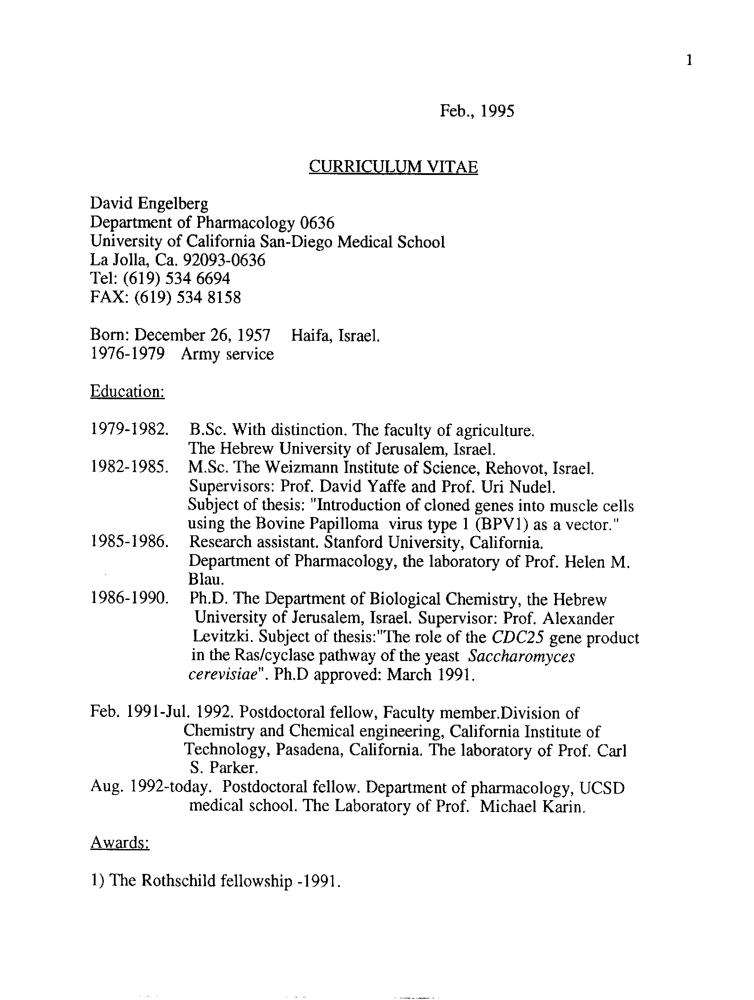 1
Feb., 1995
CURRICULUM VITAE
David Engelberg
Department of Pharmacology 0636
University of California San-Diego Medical School
La Jolla, Ca. 92093-0636
Tel: (619) 534 6694
FAX: (619) 534 8158
Born: December 26, 1957 Haifa, Israel.
1976-1979 Army service
Education:
1979-1982. B.Sc. With distinction. The faculty of agriculture.
The Hebrew University of Jerusalem, Israel.
1982-1985. M.Sc. The Weizmann Institute of Science, Rehovot, Israel.
Supervisors: Prof. David Yaffe and Prof. Uri Nudel.
Subject of thesis: "Introduction of cloned genes into muscle cells
using the Bovine Papilloma virus type 1 (BPV1) as a vector."
1985-1986. Research assistant. Stanford University, California.
Department of Pharmacology, the laboratory of Prof. Helen M.
Blau.
1986-1990. Ph.D. The Department of Biological Chemistry, the Hebrew
University of Jerusalem, Israel. Supervisor: Prof. Alexander
Levitzki. Subject of thesis:"The role of the CDC25 gene product
in the Ras/cyclase pathway of the yeast Saccharomyces
cerevisiae". Ph.D approved: March 1991.
Feb. 1991-Jul. 1992. Postdoctoral fellow, Faculty member.Division of
Chemistry and Chemical engineering, California Institute of
Technology, Pasadena, California. The laboratory of Prof. Carl
S. Parker.
Aug. 1992-today. Postdoctoral fellow. Department of pharmacology, UCSD
medical school. The Laboratory of Prof. Michael Karin.
Awards:
1) The Rothschild fellowship -1991.